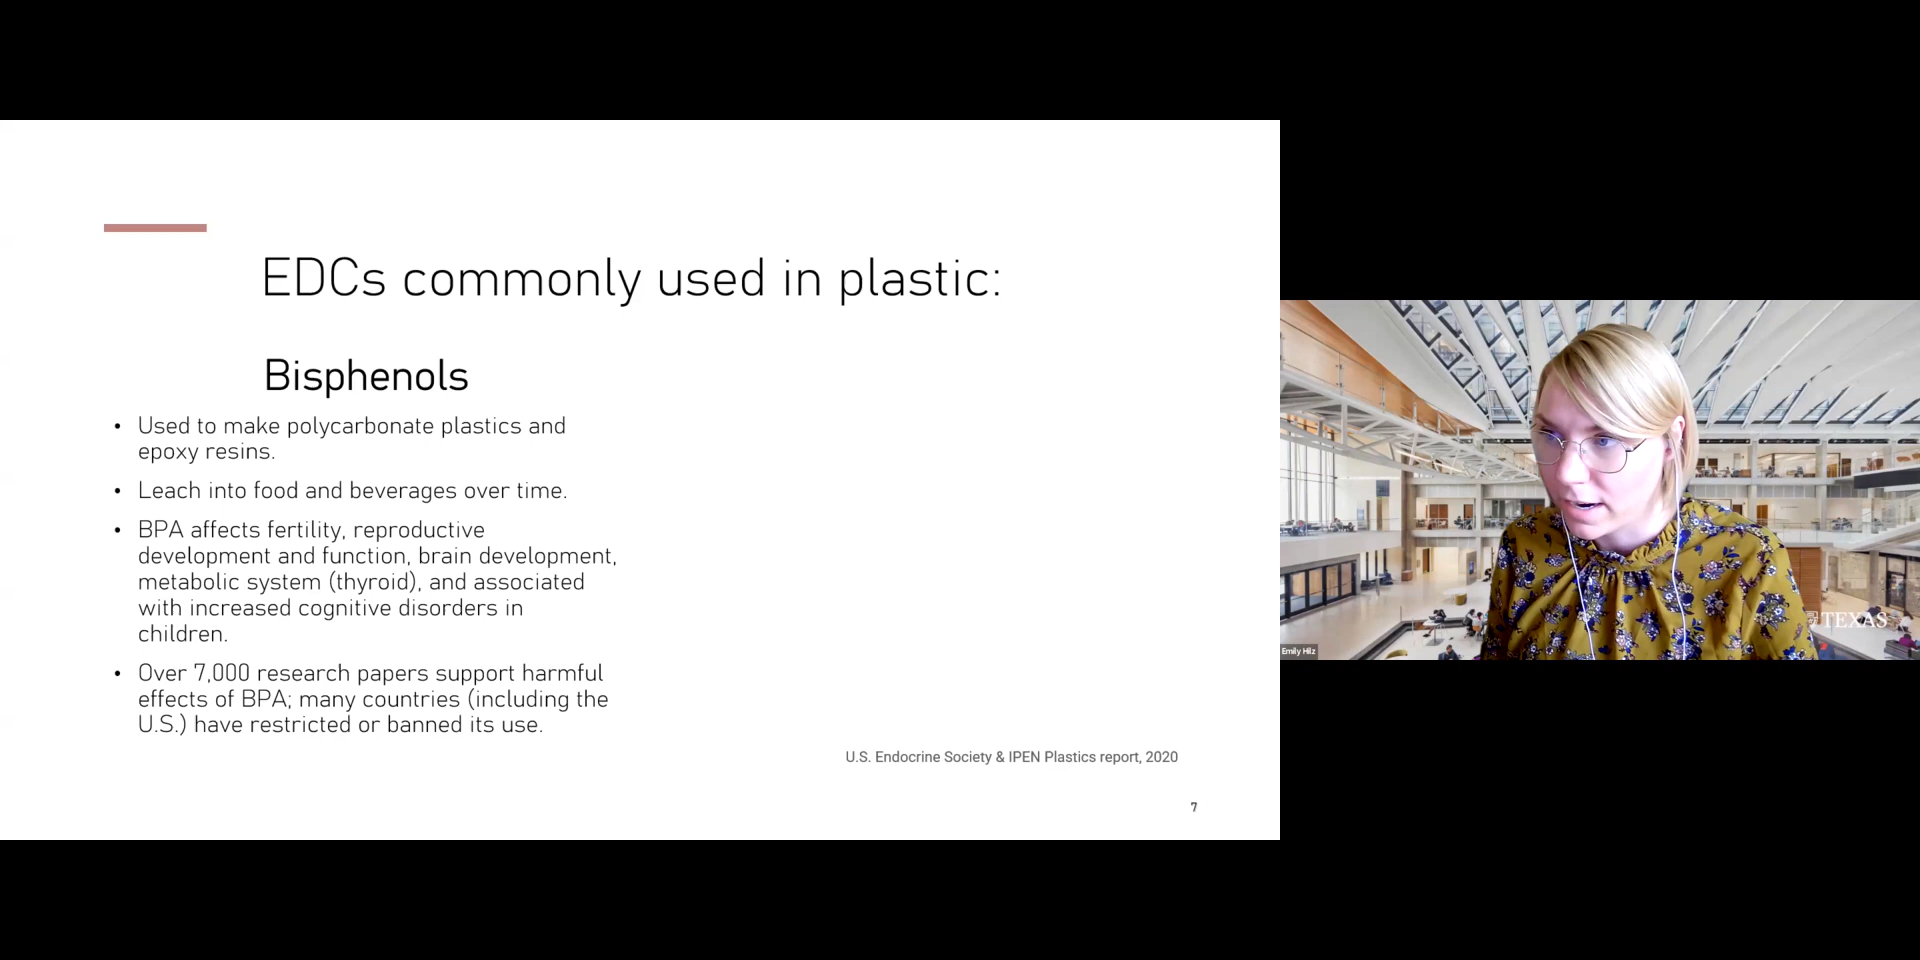 EDCs commonly used in plastic:
Bisphenols
• Used to make polycarbonate plastics and
epoxy resins.
• Leach into food and beverages over time.
• BPA affects fertility, reproductive
development and function, brain development,
metabolic system (thyroid), and associated
with increased cognitive disorders in
children.
• Over 7,000 research papers support harmful
effects of BPA; many countries (including the
U.S.) have restricted or banned its use.
U.S. Endocrine Society & IPEN Plastics report, 2020
7
TEXAS
Emily Hilz